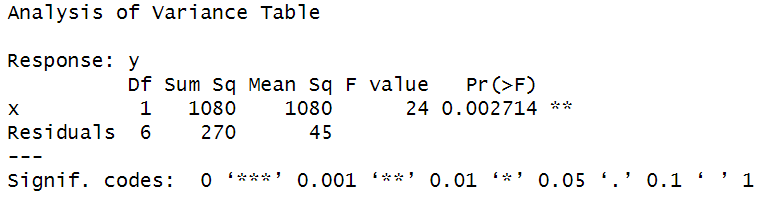 Analysis of Variance Table
Response: y
Df Sum Sq Mean Sq F value Pr(>F)
x 1 1080 1080 24 0.002714 **
Residuals 6 270 45
---
Signif. codes: 0 ‘***’ 0.001 ‘**’ 0.01 ‘*’ 0.05 ‘.’ 0.1 ‘ ’ 1